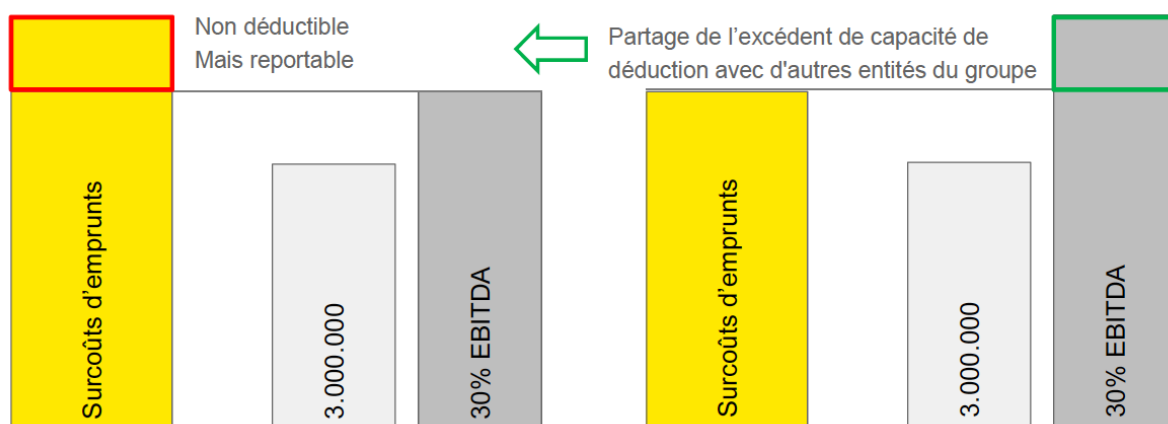 Non déductible
Mais reportable
Partage de l'excédent de capacité de
déduction avec d'autres entités du groupe
Surcoûts d'emprunts
3.000.000
30% EBITDA
Surcoûts d'emprunts
3.000.000
30% EBITDA